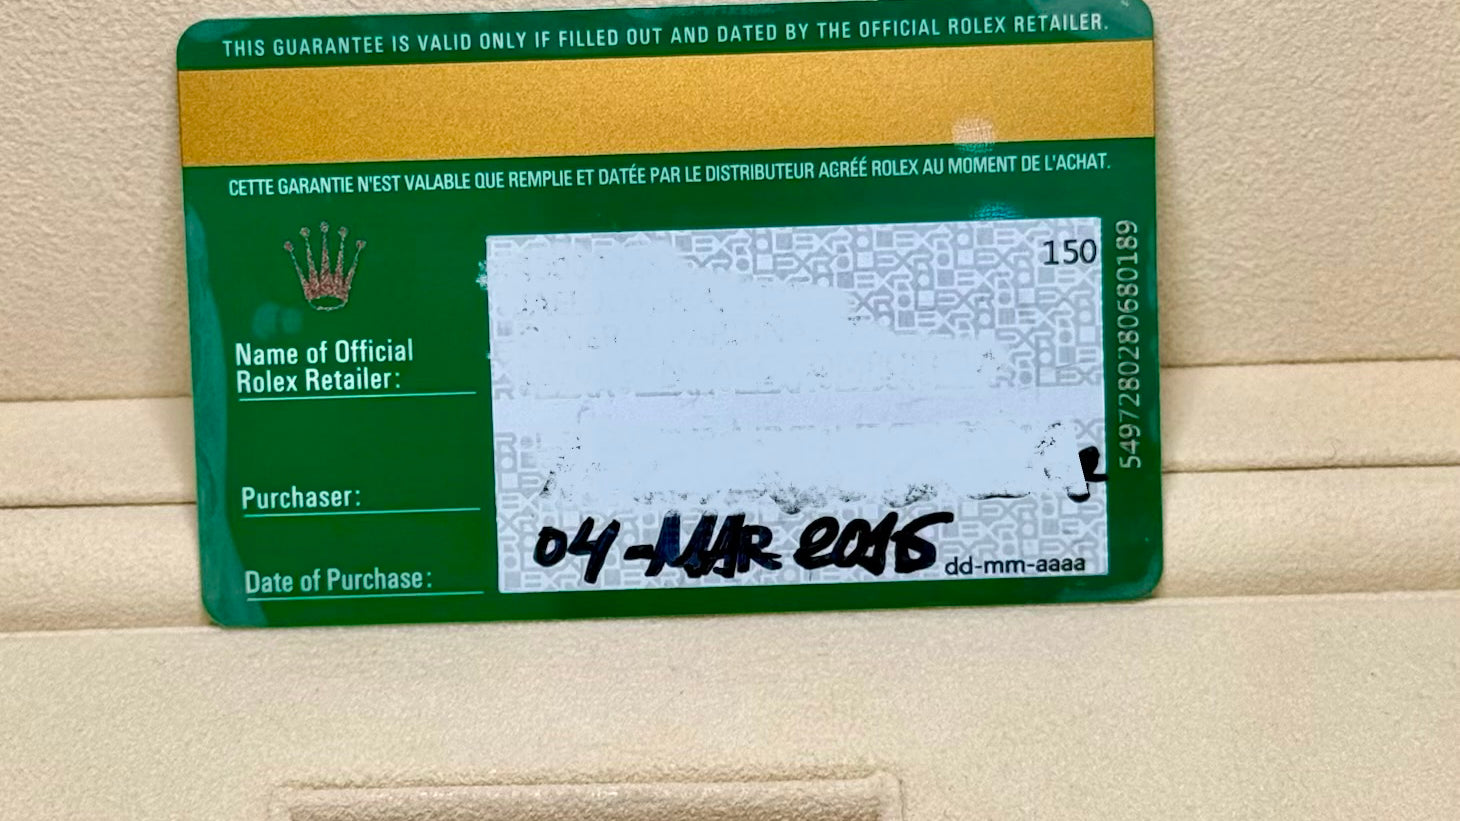 THIS GUARANTEE IS VALID ONLY IF FILLED OUT AND DATED BY THE OFFICIAL ROLEX RETAILER.
CETTE GARANTIE N'EST VALABLE QUE REMPLIE ET DATÉE PAR LE DISTRIBUTEUR AGRÉÉ ROLEX AU MOMENT DE L'ACHAT.
150
5497280280680189
Name of Official
Rolex Retailer:
Purchaser:
Date of Purchase:
04-MAR 2016
dd-mm-aaaa